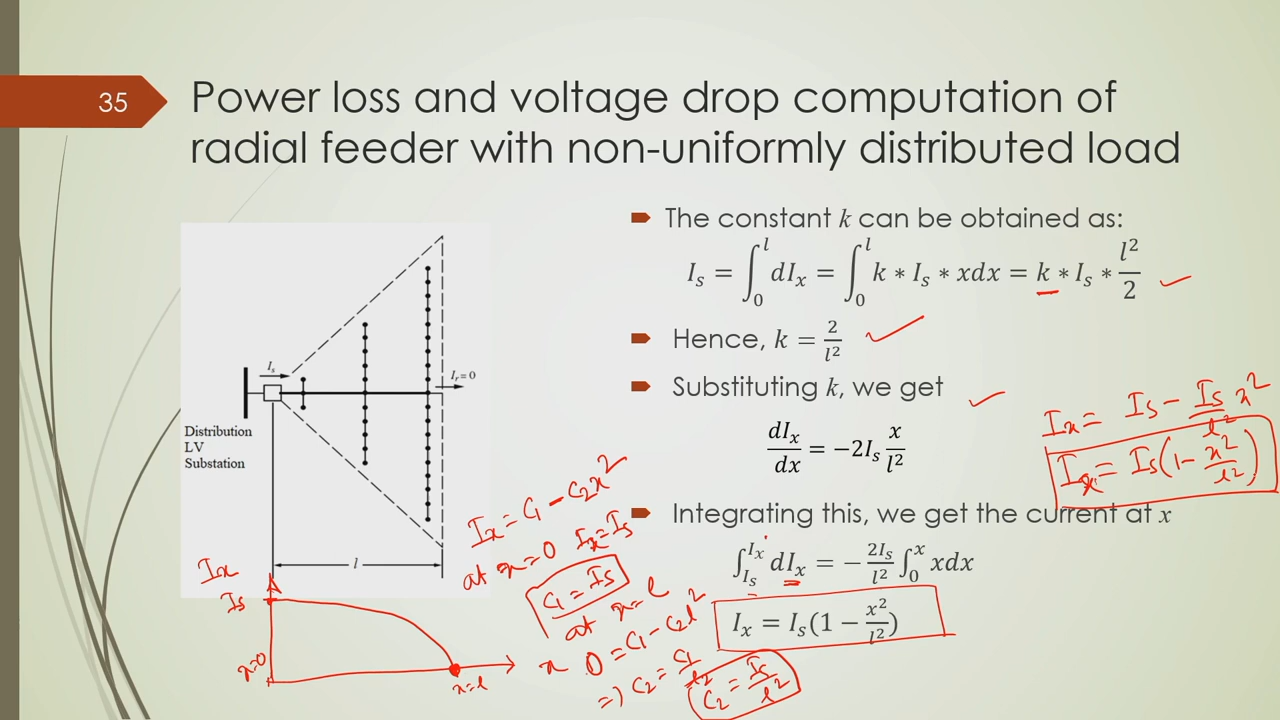 35
Power loss and voltage drop computation of
radial feeder with non-uniformly distributed load
The constant k can be obtained as:
I_s = ∫_0^l dI_x = ∫_0^l k * I_s * xdx = k * I_s * l²/2
Hence, k = 2/l²
Substituting k, we get
dI_x/dx = −2I_s x/l²
Integrating this, we get the current at x
∫_{I_s}^{I_x} dI_x = − 2I_s/l² ∫_0^x xdx
I_x = I_s(1 − x²/l²)
I_s
I_r=0
Distribution
LV
Substation
l
I_x
I_s
x=0
x=l
x
I_x = C_1 − C_2x²
at x=0 I_x=I_s
C_1 = I_s
at x=l
0 = C_1 − C_2l²
=> C_2 = C_1/l²
C_2 = I_s/l²
I_x = I_s − I_s/l² x²
I_x = I_s(1 − x²/l²)